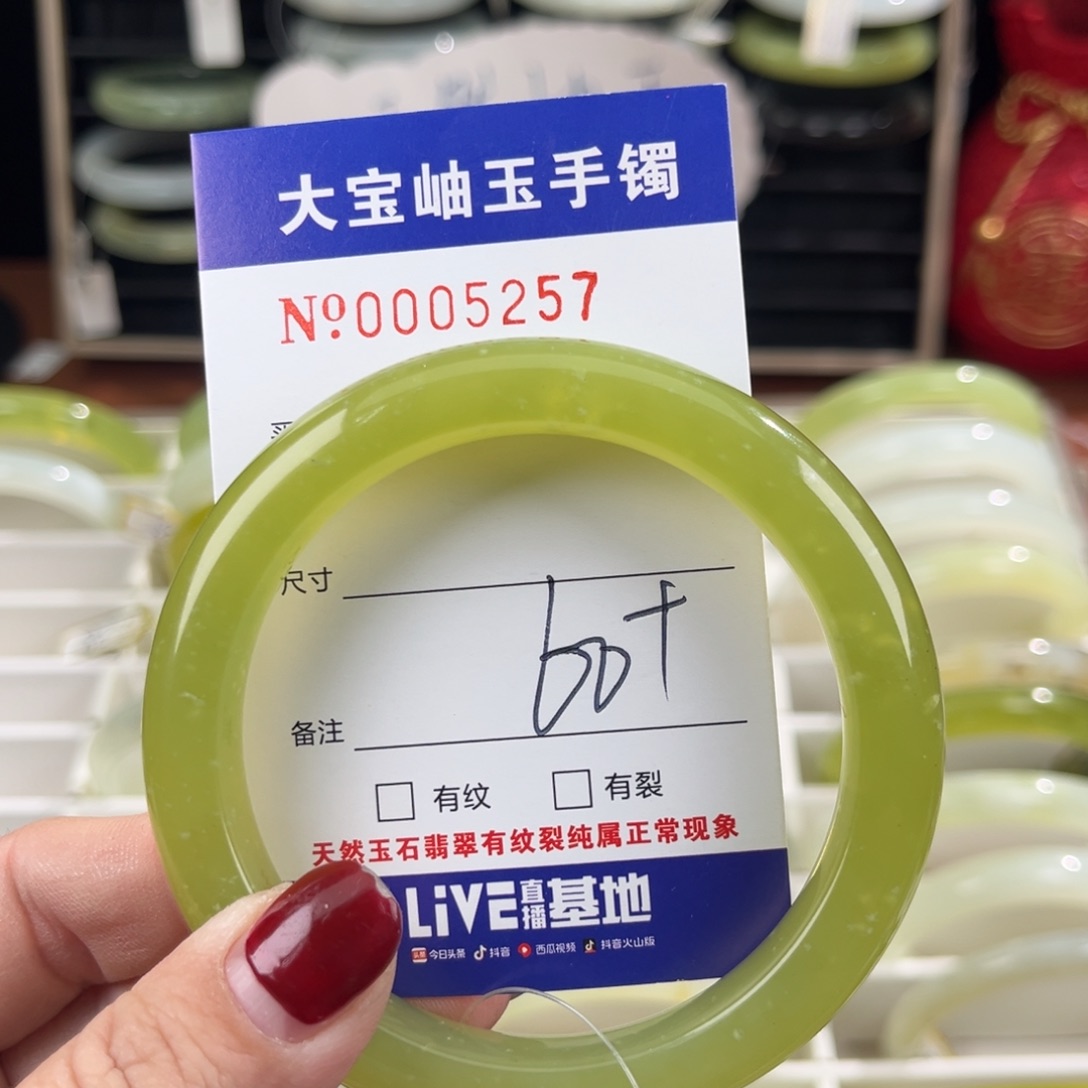 大宝岫玉手镯
Nº0005257
尺寸
60+
备注
□ 有纹 □ 有裂
天然玉石翡翠有纹裂纯属正常现象
LiVE直播基地
今日头条 抖音 西瓜视频 抖音火山版